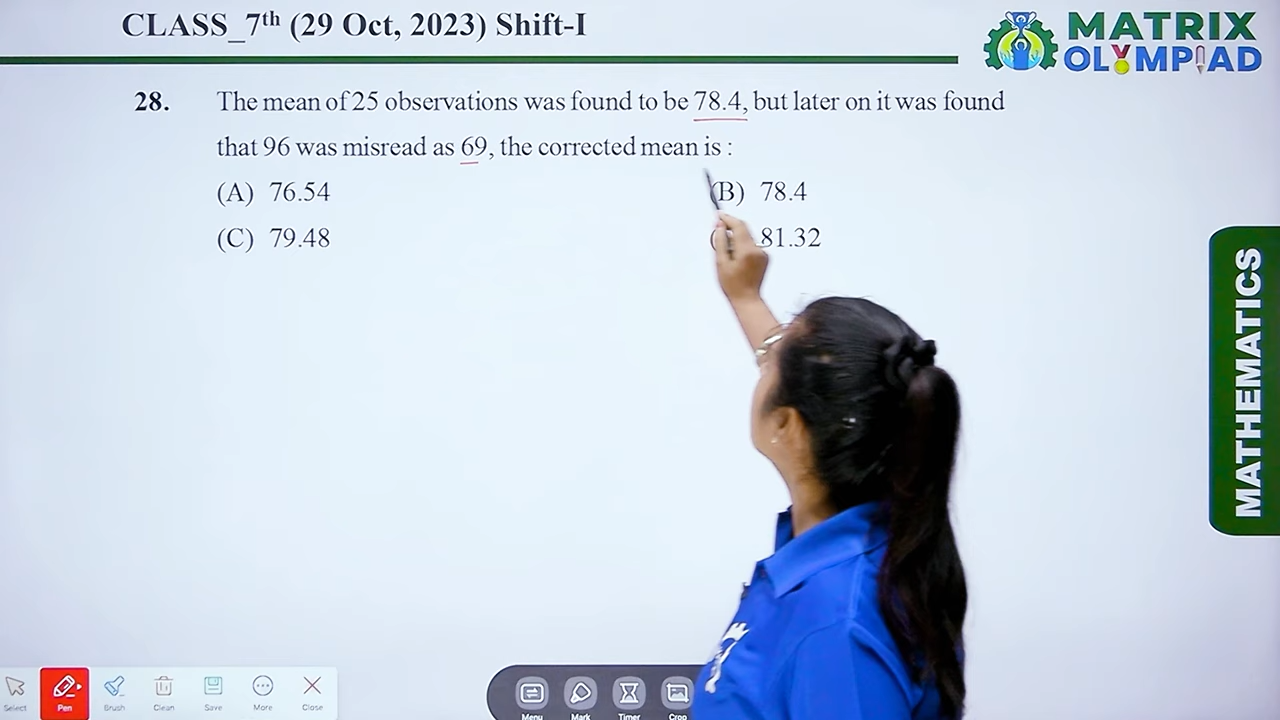 CLASS_7th (29 Oct, 2023) Shift-I
MATRIX
OLYMPIAD
28. The mean of 25 observations was found to be 78.4, but later on it was found
that 96 was misread as 69, the corrected mean is :
(A) 76.54 (B) 78.4
(C) 79.48 81.32
MATHEMATICS
Select Pen Brush Clean Save More Close
Menu Mark Timer Crop